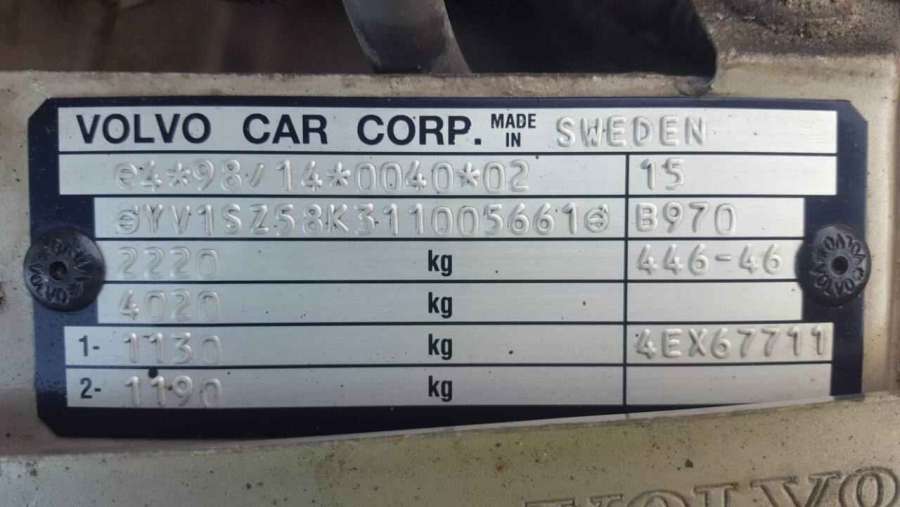 VOLVO CAR CORP. MADE IN SWEDEN
e4*98/14*0040*02 15
YV1SZ58K311005661 B970
2220 kg 446-46
4020 kg
1- 1130 kg 4EX67711
2- 1190 kg
VOLVO